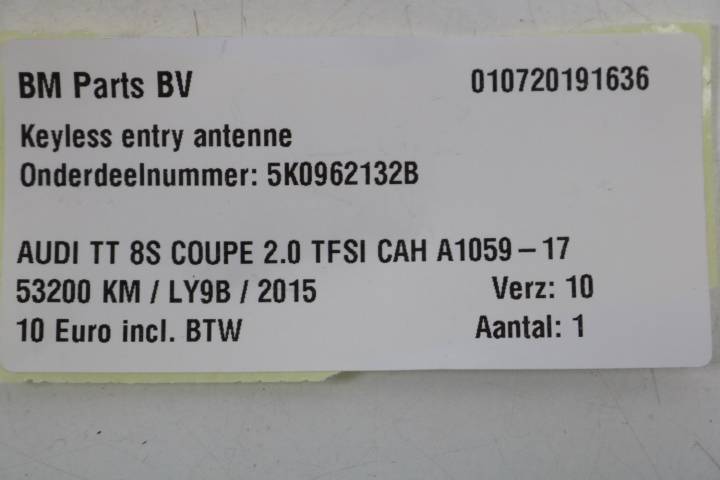 BM Parts BV 010720191636
Keyless entry antenne
Onderdeelnummer: 5K0962132B
AUDI TT 8S COUPE 2.0 TFSI CAH A1059 – 17
53200 KM / LY9B / 2015 Verz: 10
10 Euro incl. BTW Aantal: 1